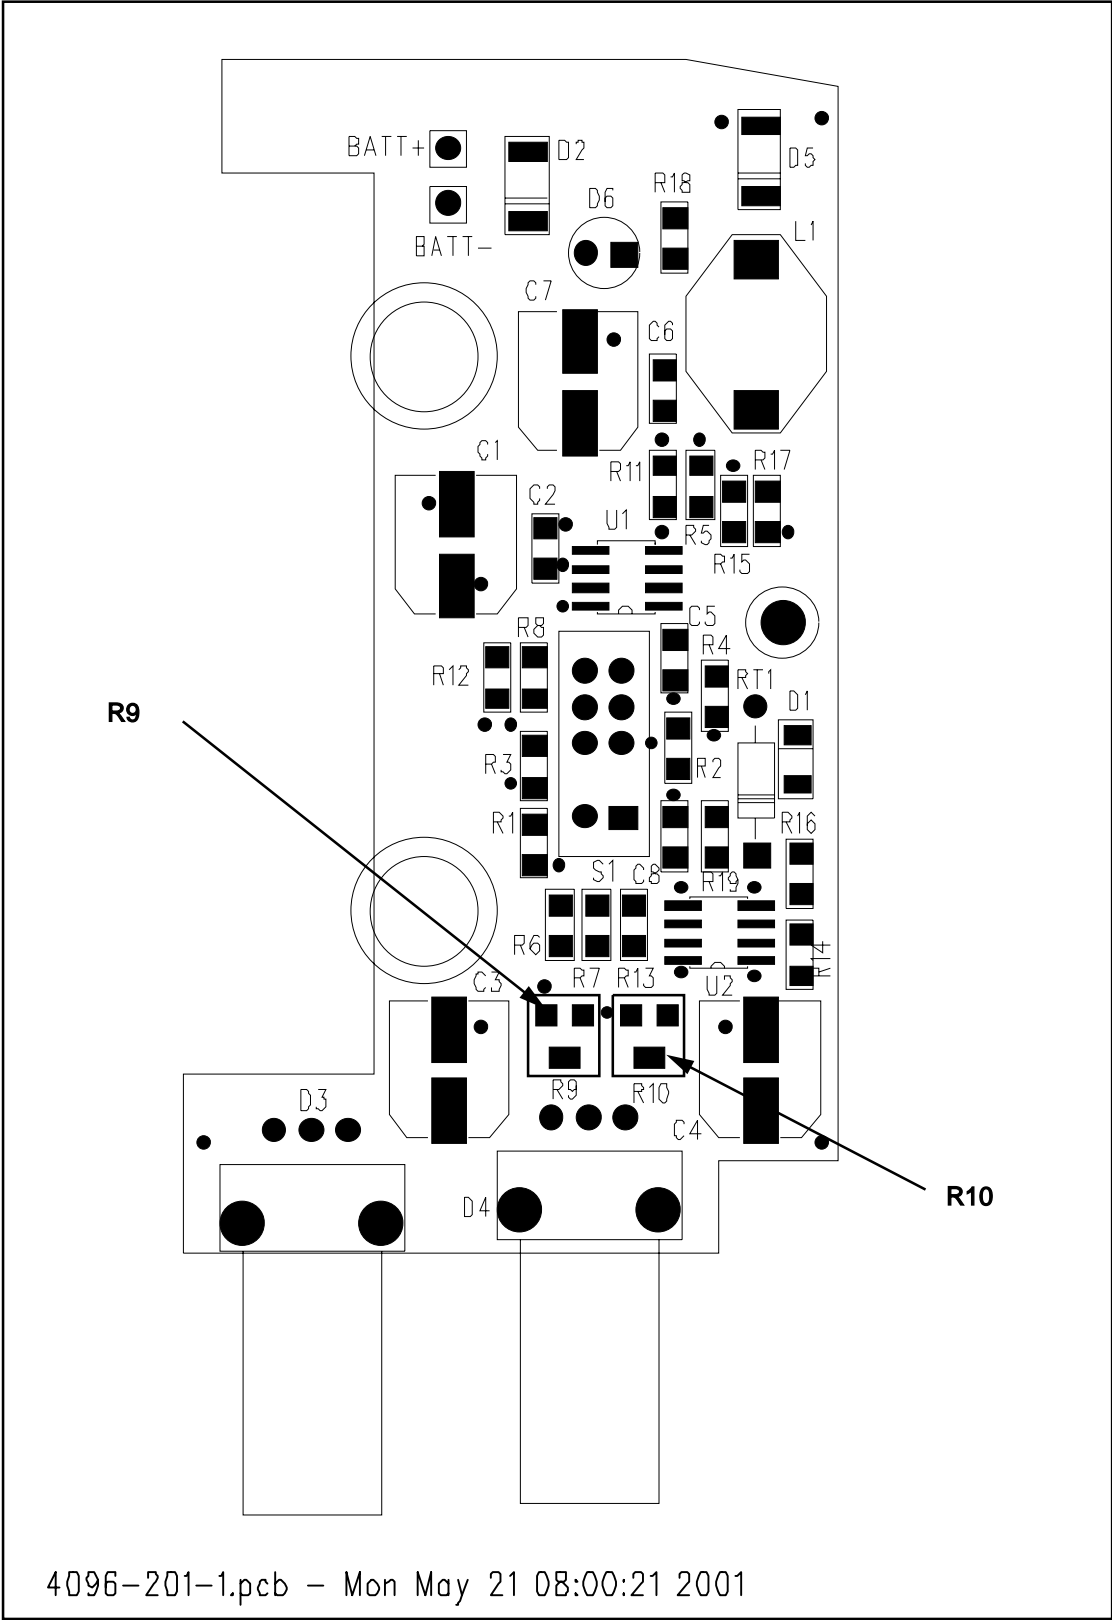 BATT+
D2
D5
R18
D6
L1
BATT-
C7
C6
C1
R11
R17
C2
U1
R5
R15
C5
R8
R4
R12
RT1
D1
R9
R3
R2
R1
R16
S1
C8
R19
R6
R14
R7
R13
C3
U2
R9
R10
D3
C4
R10
D4
4096-201-1.pcb - Mon May 21 08:00:21 2001